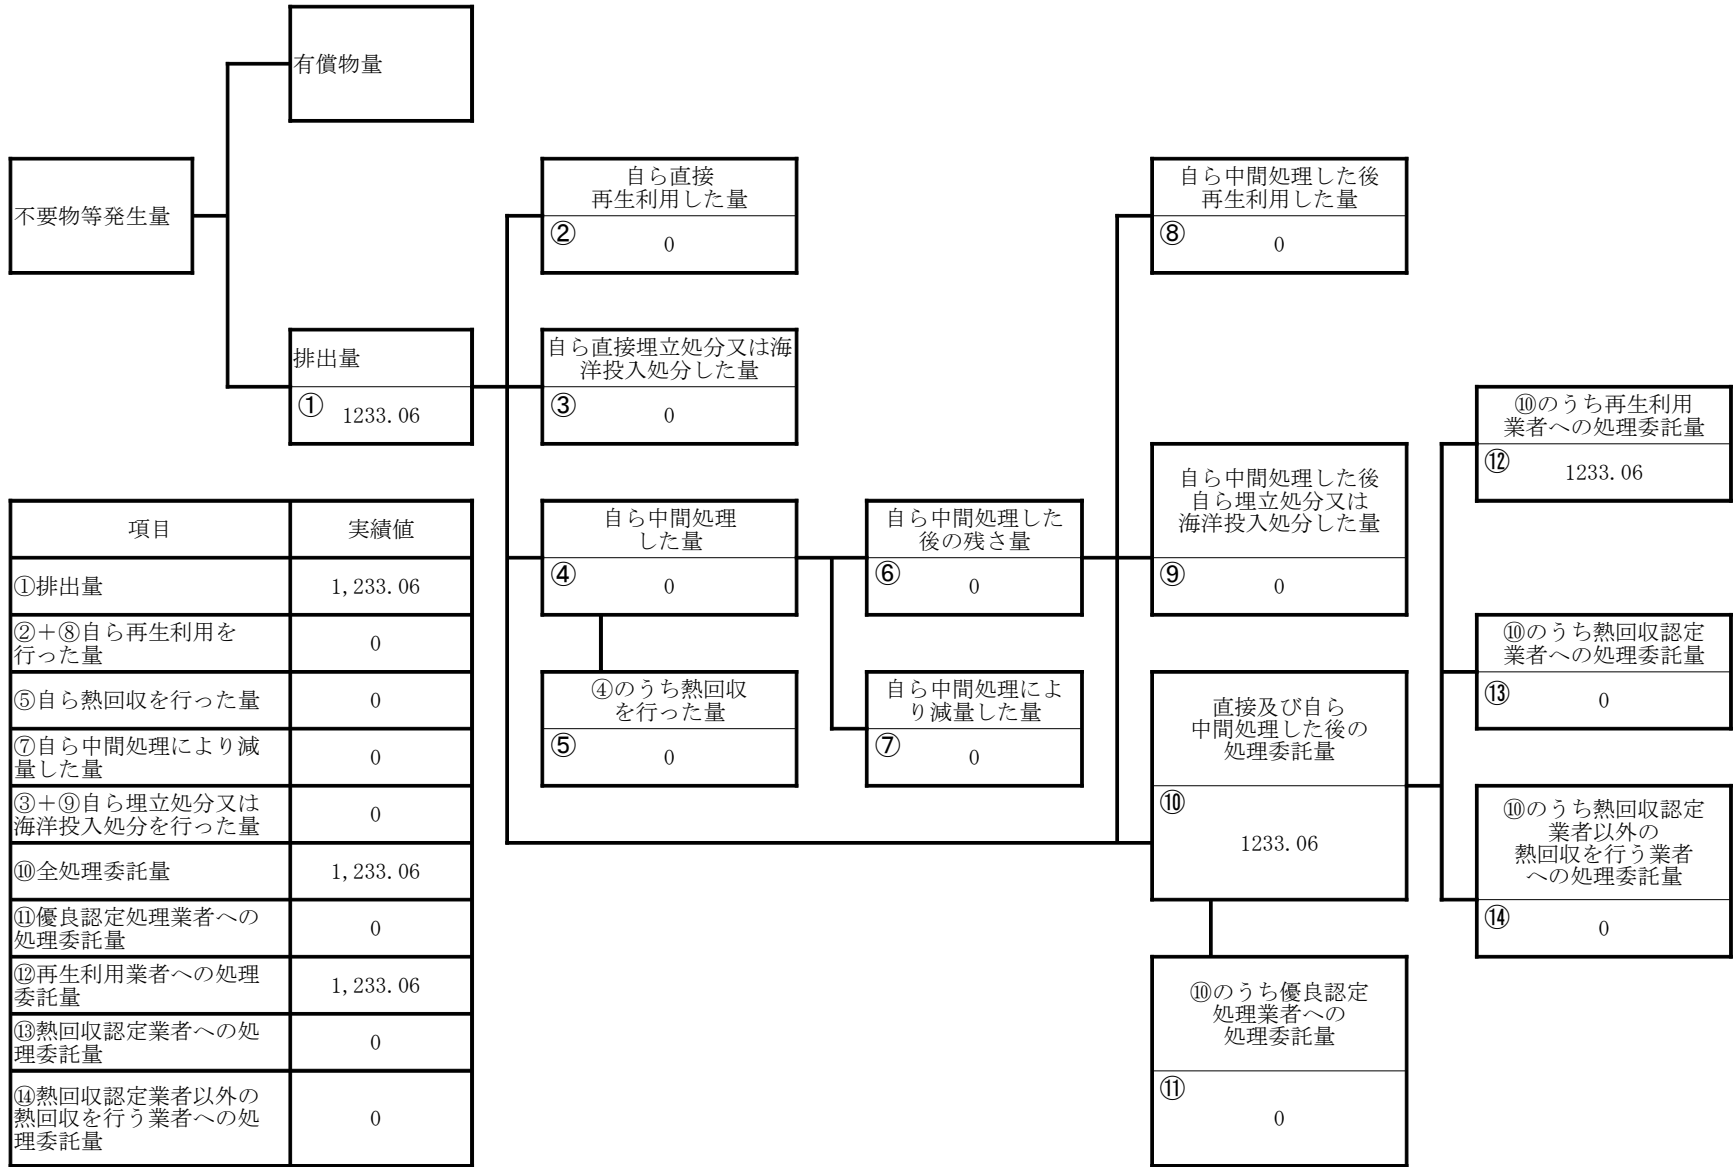 有償物量
不要物等発生量
自ら直接
再生利用した量
②
0
自ら中間処理した後
再生利用した量
⑧
0
排出量
①
1233.06
自ら直接埋立処分又は海
洋投入処分した量
③
0
⑩のうち再生利用
業者への処理委託量
⑫
1233.06
自ら中間処理
した量
④
0
自ら中間処理した
後の残さ量
⑥
0
自ら中間処理した後
自ら埋立処分又は
海洋投入処分した量
⑨
0
⑩のうち熱回収認定
業者への処理委託量
⑬
0
④のうち熱回収
を行った量
⑤
0
自ら中間処理によ
り減量した量
⑦
0
直接及び自ら
中間処理した後の
処理委託量
⑩
1233.06
⑩のうち熱回収認定
業者以外の
熱回収を行う業者
への処理委託量
⑭
0
⑩のうち優良認定
処理業者への
処理委託量
⑪
0
項目 実績値
①排出量 1,233.06
②+⑧自ら再生利用を
行った量 0
⑤自ら熱回収を行った量 0
⑦自ら中間処理により減
量した量 0
③+⑨自ら埋立処分又は
海洋投入処分を行った量 0
⑩全処理委託量 1,233.06
⑪優良認定処理業者への
処理委託量 0
⑫再生利用業者への処理
委託量 1,233.06
⑬熱回収認定業者への処
理委託量 0
⑭熱回収認定業者以外の
熱回収を行う業者への処
理委託量 0